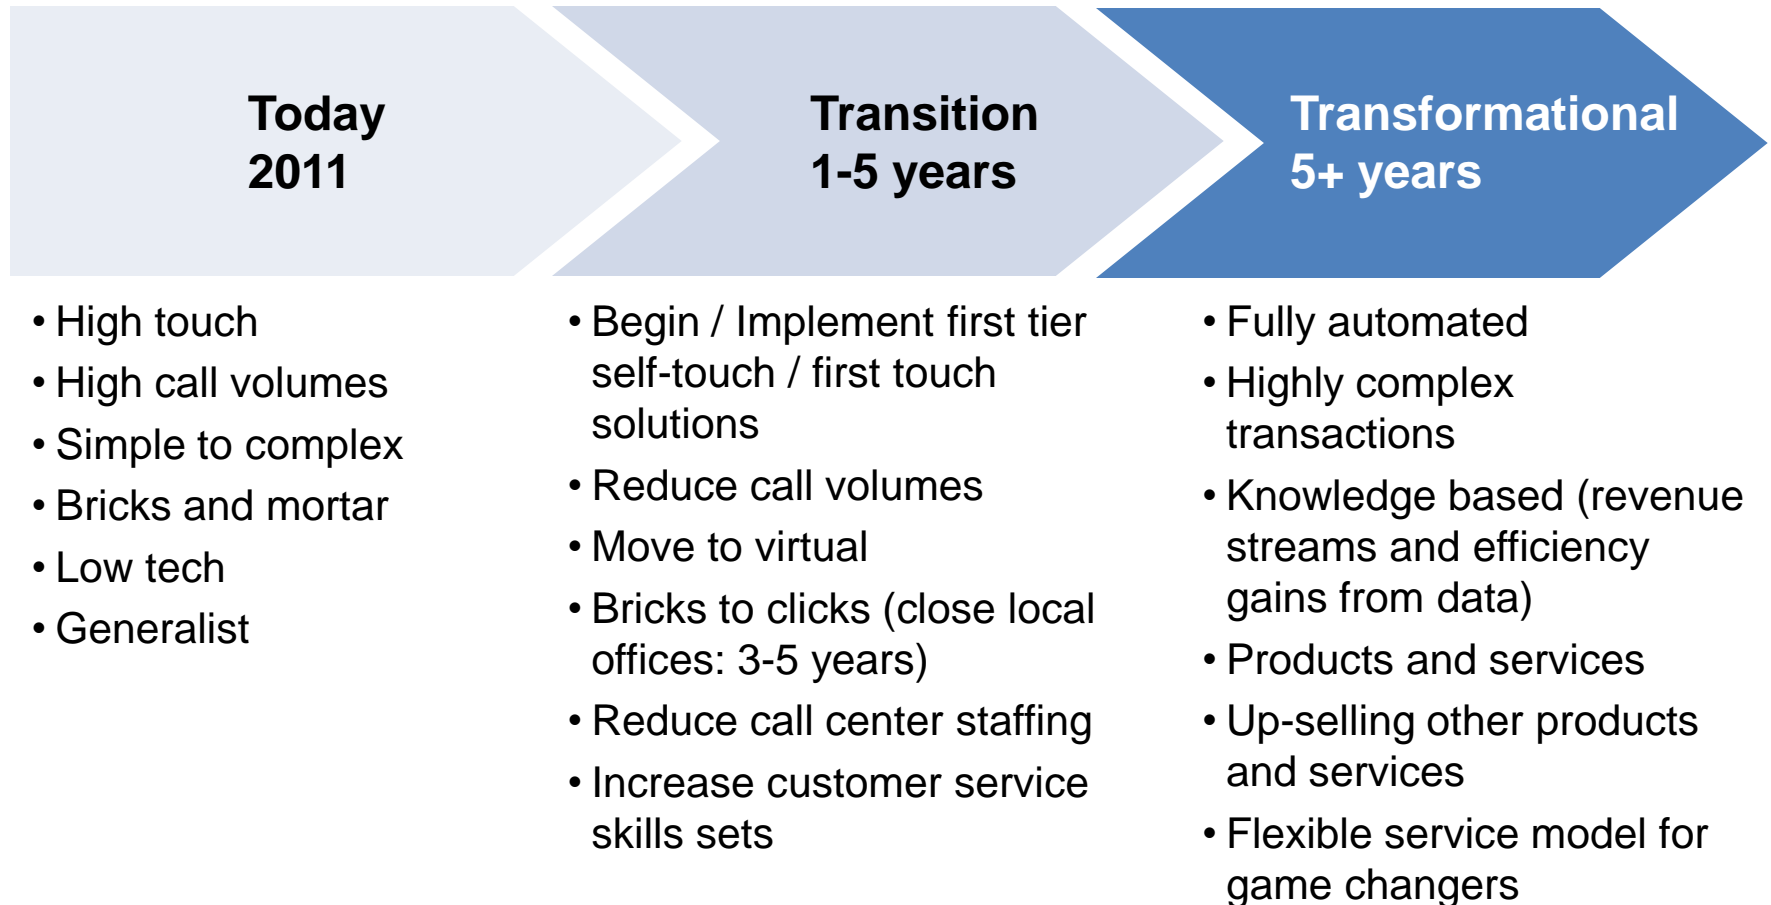 Today
2011
• High touch
• High call volumes
• Simple to complex
• Bricks and mortar
• Low tech
• Generalist
Transition
1-5 years
• Begin / Implement first tier
self-touch / first touch
solutions
• Reduce call volumes
• Move to virtual
• Bricks to clicks (close local
offices: 3-5 years)
• Reduce call center staffing
• Increase customer service
skills sets
Transformational
5+ years
• Fully automated
• Highly complex
transactions
• Knowledge based (revenue
streams and efficiency
gains from data)
• Products and services
• Up-selling other products
and services
• Flexible service model for
game changers